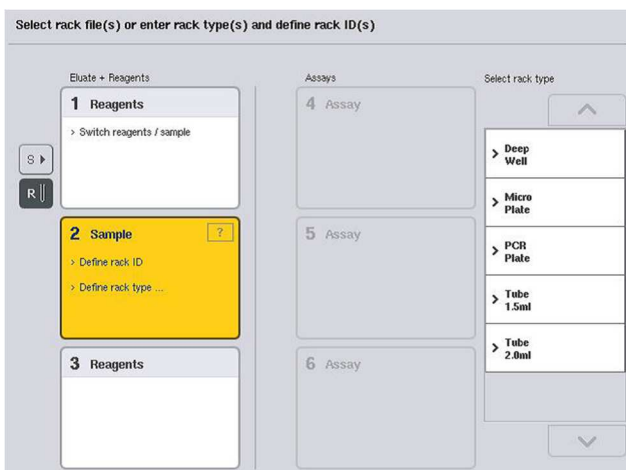 Select rack file(s) or enter rack type(s) and define rack ID(s)
Eluate + Reagents
Assays
Select rack type
1 Reagents
> Switch reagents / sample
S
R
2 Sample ?
> Define rack ID
> Define rack type ...
3 Reagents
4 Assay
5 Assay
6 Assay
> Deep
Well
> Micro
Plate
> PCR
Plate
> Tube
1.5ml
> Tube
2.0ml